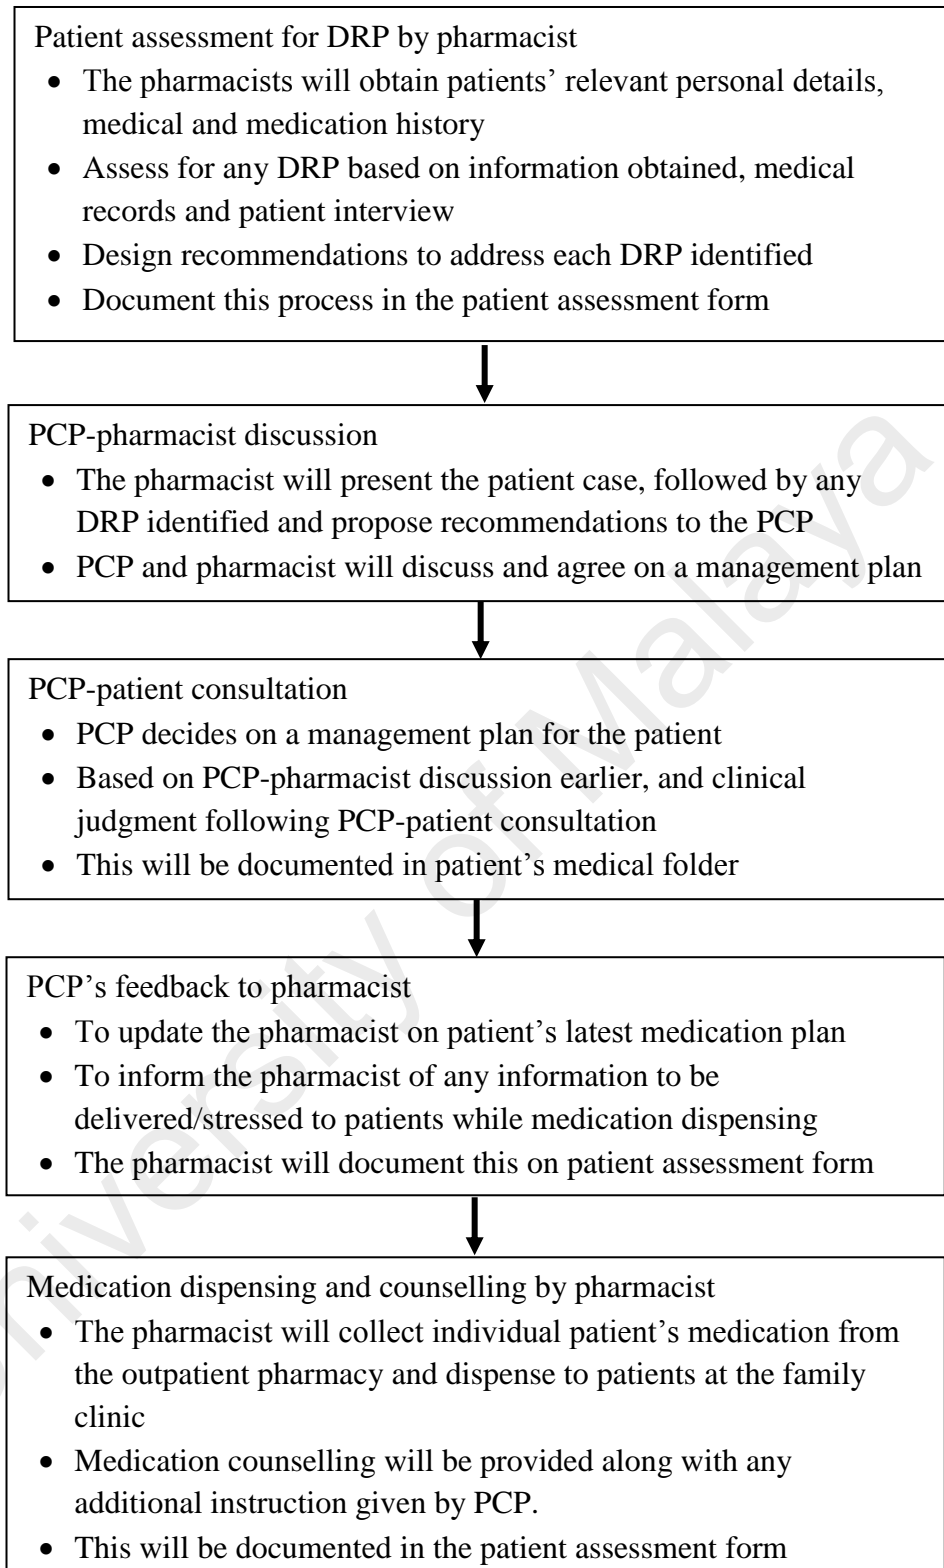 Patient assessment for DRP by pharmacist
• The pharmacists will obtain patients’ relevant personal details,
medical and medication history
• Assess for any DRP based on information obtained, medical
records and patient interview
• Design recommendations to address each DRP identified
• Document this process in the patient assessment form
PCP-pharmacist discussion
• The pharmacist will present the patient case, followed by any
DRP identified and propose recommendations to the PCP
• PCP and pharmacist will discuss and agree on a management plan
PCP-patient consultation
• PCP decides on a management plan for the patient
• Based on PCP-pharmacist discussion earlier, and clinical
judgment following PCP-patient consultation
• This will be documented in patient’s medical folder
PCP’s feedback to pharmacist
• To update the pharmacist on patient’s latest medication plan
• To inform the pharmacist of any information to be
delivered/stressed to patients while medication dispensing
• The pharmacist will document this on patient assessment form
Medication dispensing and counselling by pharmacist
• The pharmacist will collect individual patient’s medication from
the outpatient pharmacy and dispense to patients at the family
clinic
• Medication counselling will be provided along with any
additional instruction given by PCP.
• This will be documented in the patient assessment form
University of Malaya